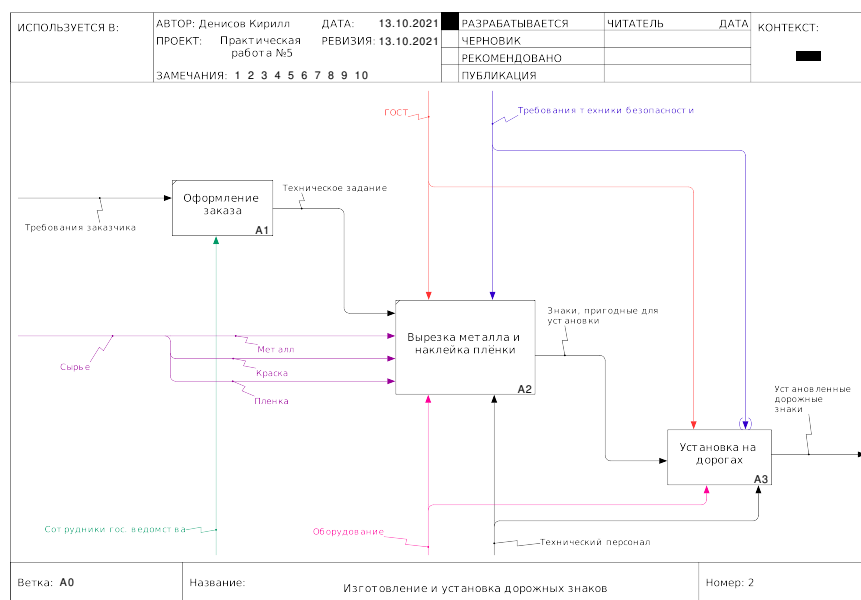 ИСПОЛЬЗУЕТСЯ В:
АВТОР: Денисов Кирилл
ДАТА: 13.10.2021
ПРОЕКТ: Практическая
работа №5
РЕВИЗИЯ: 13.10.2021
ЗАМЕЧАНИЯ: 1 2 3 4 5 6 7 8 9 10
РАЗРАБАТЫВАЕТСЯ
ЧЕРНОВИК
РЕКОМЕНДОВАНО
ПУБЛИКАЦИЯ
ЧИТАТЕЛЬ
ДАТА
КОНТЕКСТ:
ГОСТ
Требования техники безопасности
Оформление
заказа
A1
Техническое задание
Требования заказчика
Вырезка металла и
наклейка плёнки
A2
Знаки, пригодные для
установки
Металл
Сырье
Краска
Пленка
Установленные
дорожные
знаки
Установка на
дорогах
A3
Сотрудники гос. ведомства
Оборудование
Технический персонал
Ветка: A0
Название:
Изготовление и установка дорожных знаков
Номер: 2